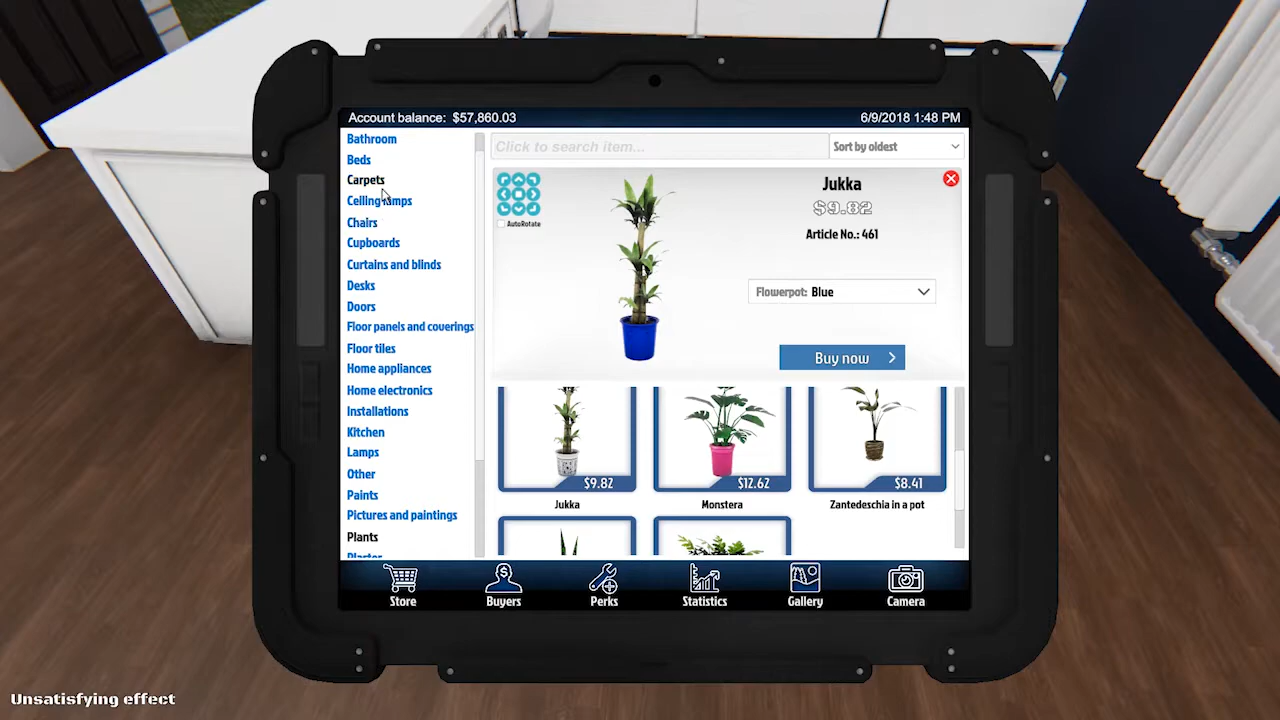 Account balance: $57,860.03
6/9/2018 1:48 PM
Bathroom
Beds
Carpets
Ceiling lamps
Chairs
Cupboards
Curtains and blinds
Desks
Doors
Floor panels and coverings
Floor tiles
Home appliances
Home electronics
Installations
Kitchen
Lamps
Other
Paints
Pictures and paintings
Plants
Plaster
Click to search item...
Sort by oldest
AutoRotate
Jukka
$9.82
Article No.: 461
Flowerpot: Blue
Buy now
$9.82
$12.62
$8.41
Jukka
Monstera
Zantedeschia in a pot
Store
Buyers
Perks
Statistics
Gallery
Camera
Unsatisfying effect